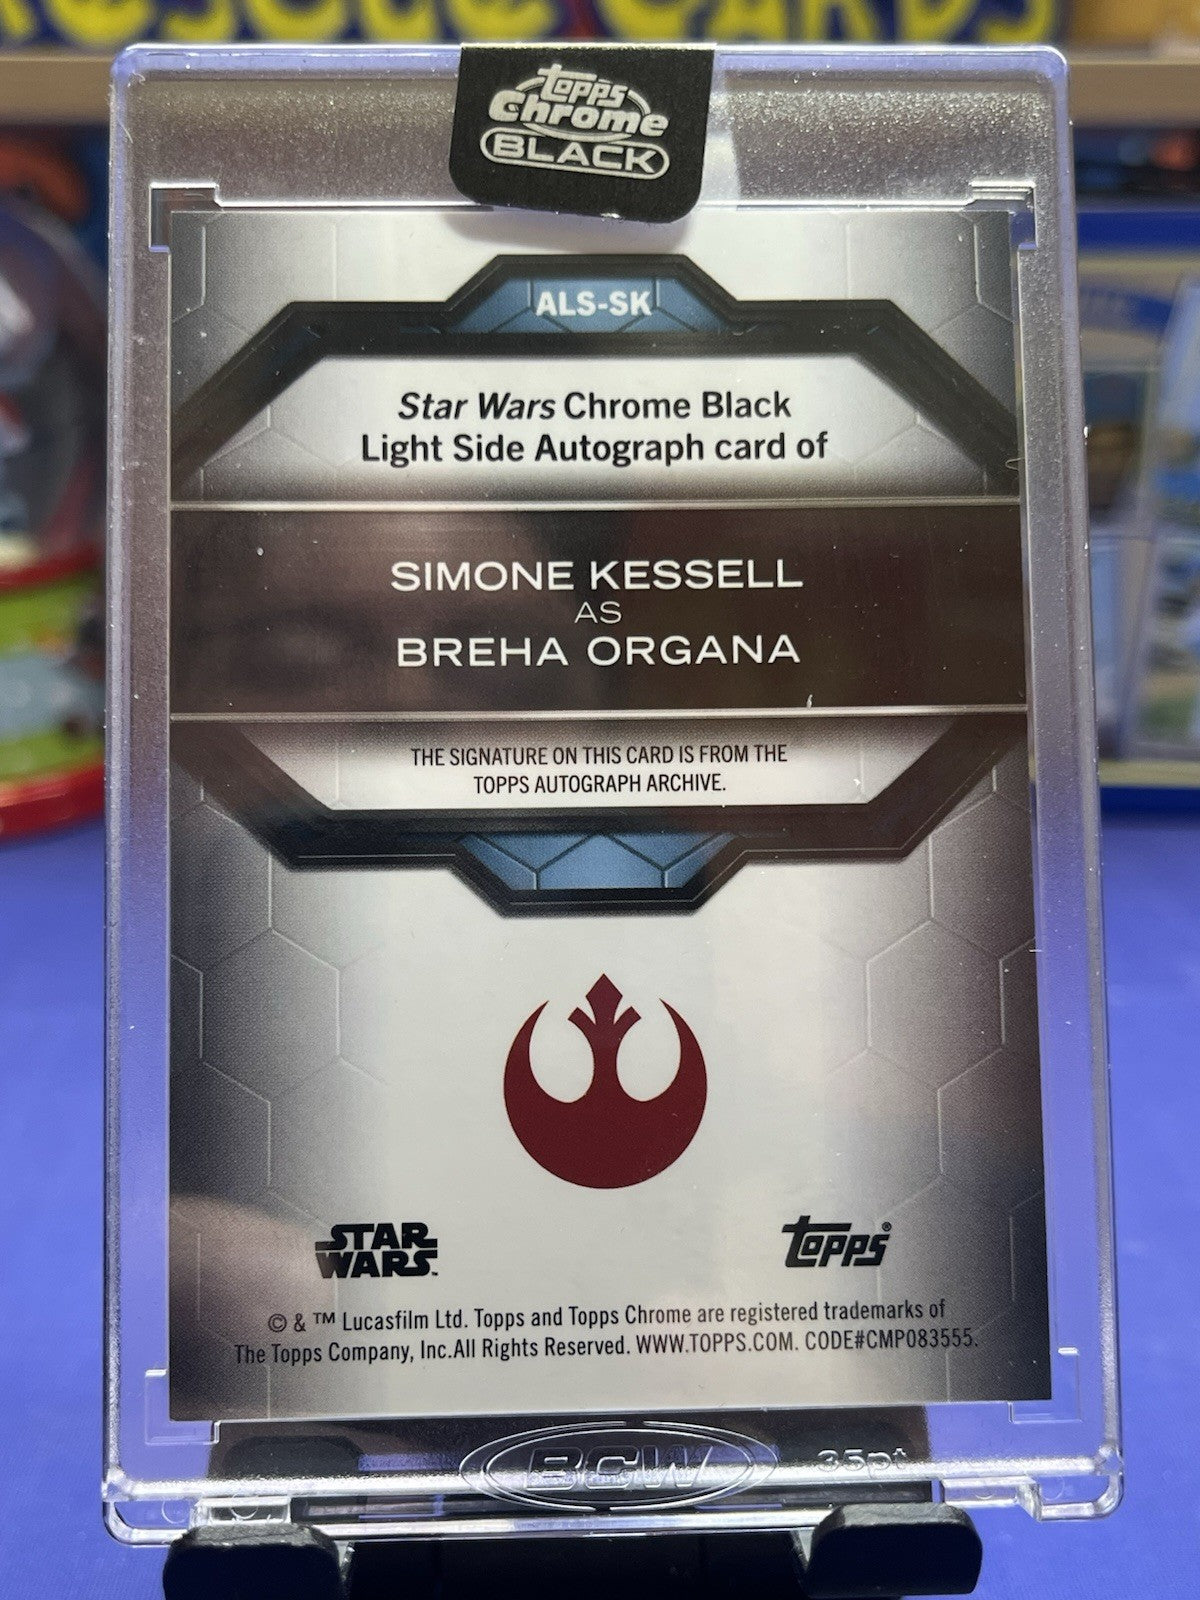 CARDS
topps
Chrome
BLACK
ALS-SK
Star Wars Chrome Black
Light Side Autograph card of
SIMONE KESSELL
AS
BREHA ORGANA
THE SIGNATURE ON THIS CARD IS FROM THE
TOPPS AUTOGRAPH ARCHIVE.
STAR
WARS™
topps®
© & ™ Lucasfilm Ltd. Topps and Topps Chrome are registered trademarks of
The Topps Company, Inc.All Rights Reserved. WWW.TOPPS.COM. CODE#CMP083555.
BCW
35pt